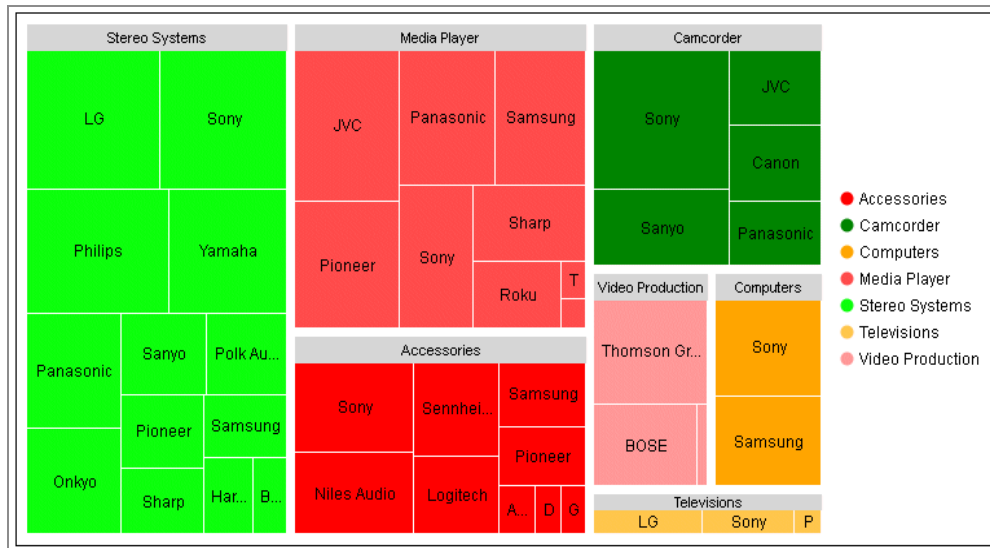 Stereo Systems
LG
Sony
Philips
Yamaha
Panasonic
Sanyo
Polk Au...
Onkyo
Pioneer
Samsung
Sharp
Har...
B...
Media Player
JVC
Panasonic
Samsung
Pioneer
Sony
Sharp
Roku
T
Accessories
Sony
Sennhei...
Samsung
Niles Audio
Logitech
Pioneer
A...
D
G
Camcorder
Sony
JVC
Canon
Sanyo
Panasonic
Video Production
Thomson Gr...
BOSE
Computers
Sony
Samsung
Televisions
LG
Sony
P
Accessories
Camcorder
Computers
Media Player
Stereo Systems
Televisions
Video Production